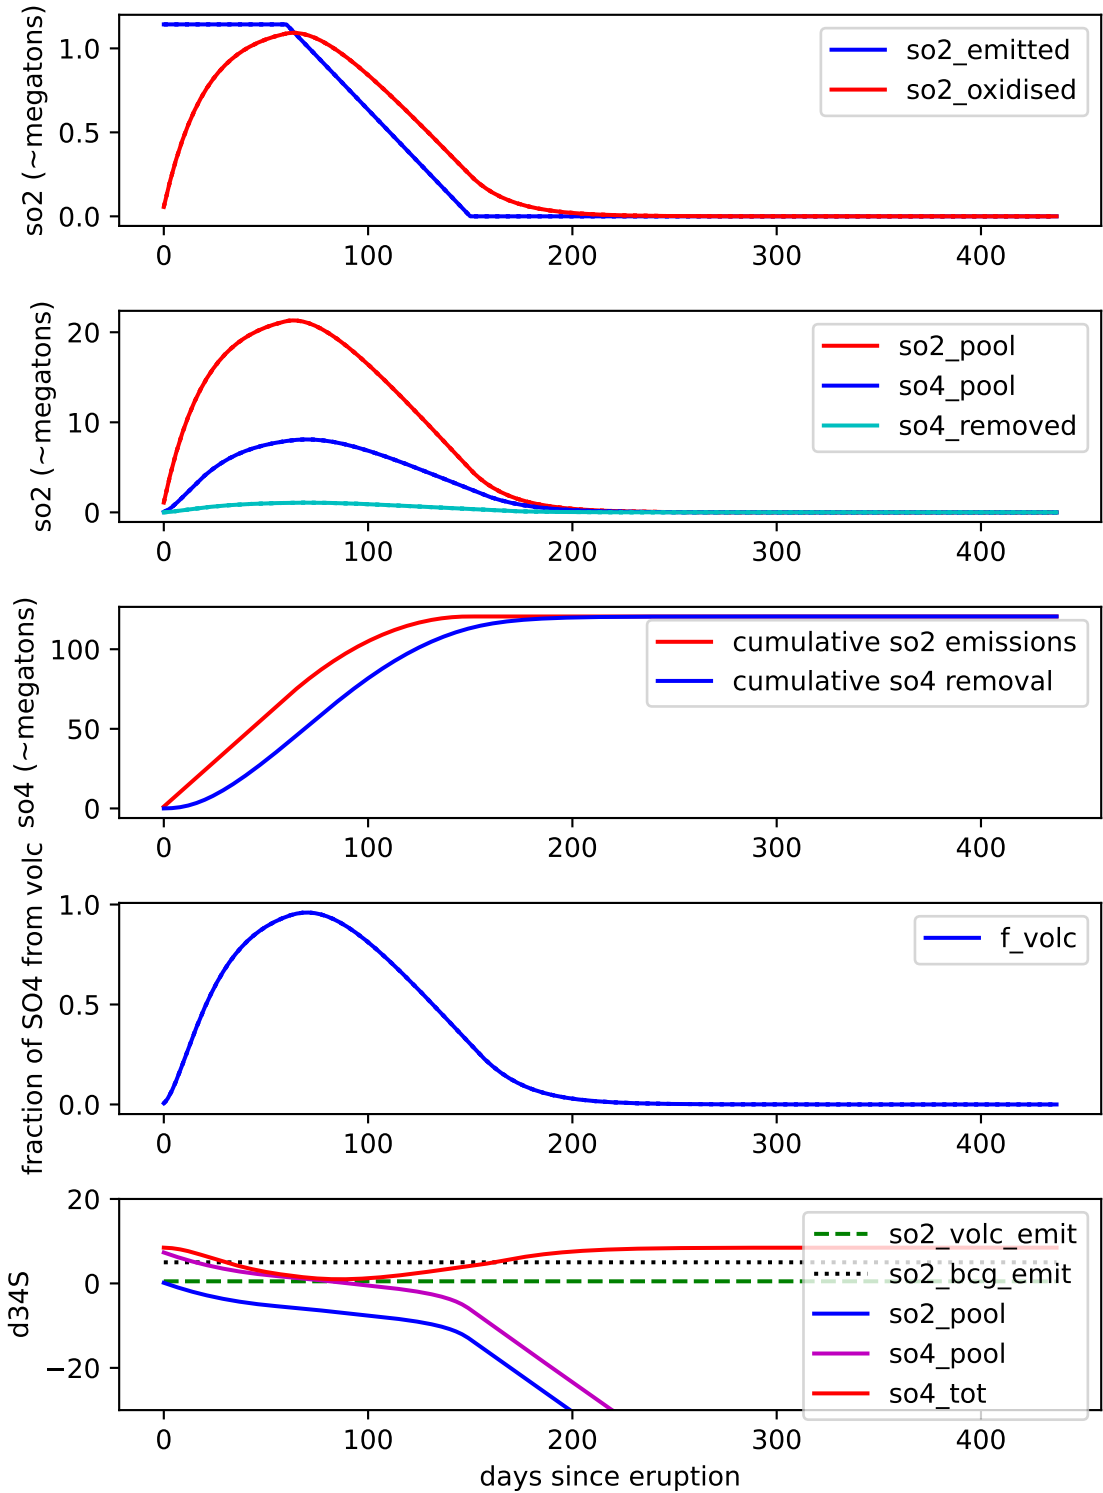 so2 (~megatons)
1.0
0.5
0.0
so2_emitted
so2_oxidised
0 100 200 300 400
so2 (~megatons)
20
10
0
so2_pool
so4_pool
so4_removed
0 100 200 300 400
so4 (~megatons)
100
50
0
cumulative so2 emissions
cumulative so4 removal
0 100 200 300 400
fraction of SO4 from volc
1.0
0.5
0.0
f_volc
0 100 200 300 400
d34S
20
0
−20
so2_volc_emit
so2_bcg_emit
so2_pool
so4_pool
so4_tot
0 100 200 300 400
days since eruption